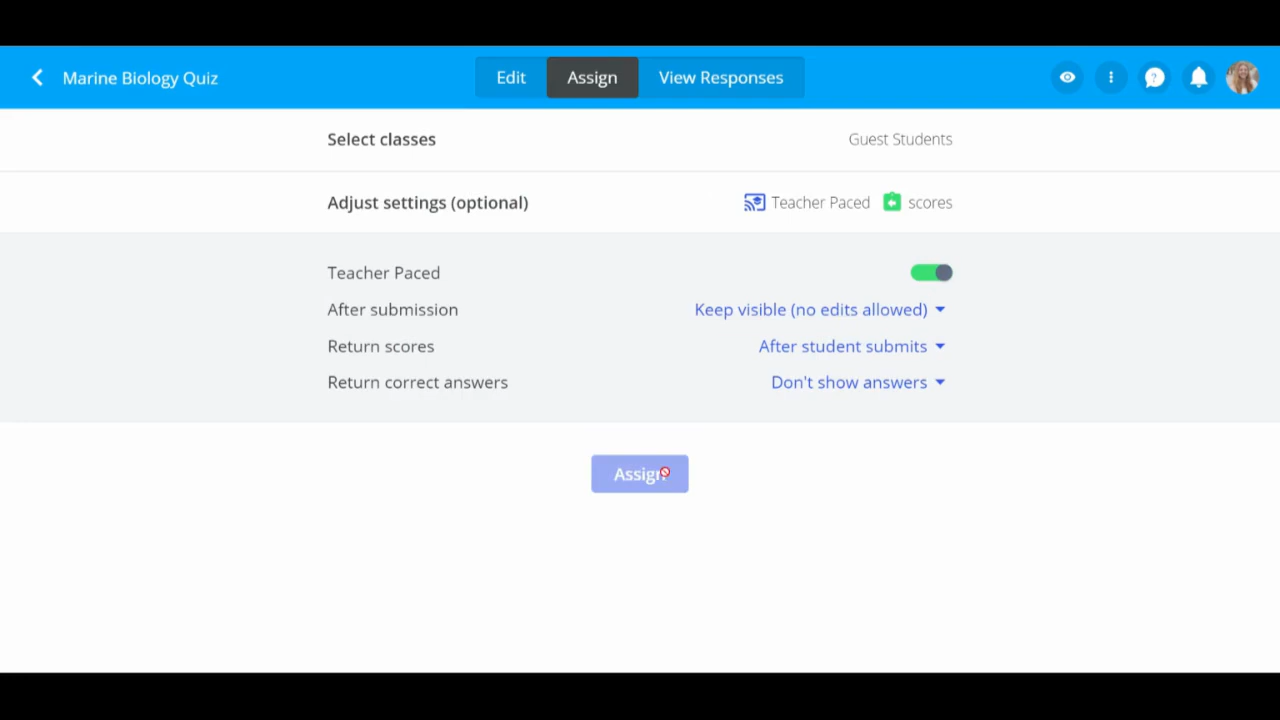 Marine Biology Quiz
Edit
Assign
View Responses
Select classes
Guest Students
Adjust settings (optional)
Teacher Paced
scores
Teacher Paced
After submission
Keep visible (no edits allowed)
Return scores
After student submits
Return correct answers
Don't show answers
Assign